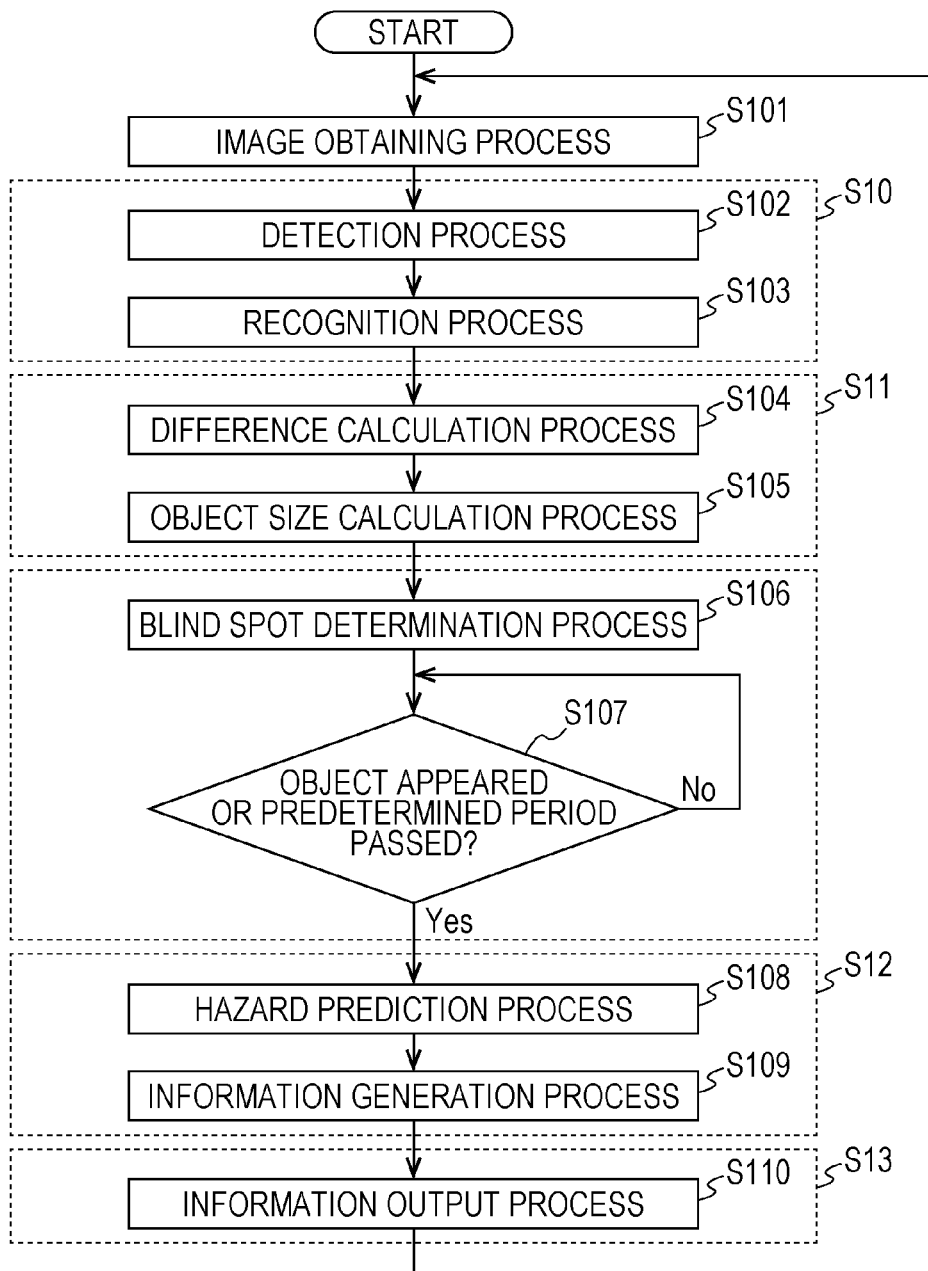 START
S101
IMAGE OBTAINING PROCESS
S10
S102
DETECTION PROCESS
S103
RECOGNITION PROCESS
S11
S104
DIFFERENCE CALCULATION PROCESS
S105
OBJECT SIZE CALCULATION PROCESS
S106
BLIND SPOT DETERMINATION PROCESS
S107
OBJECT APPEARED
OR PREDETERMINED PERIOD
PASSED?
No
Yes
S12
S108
HAZARD PREDICTION PROCESS
S109
INFORMATION GENERATION PROCESS
S13
S110
INFORMATION OUTPUT PROCESS